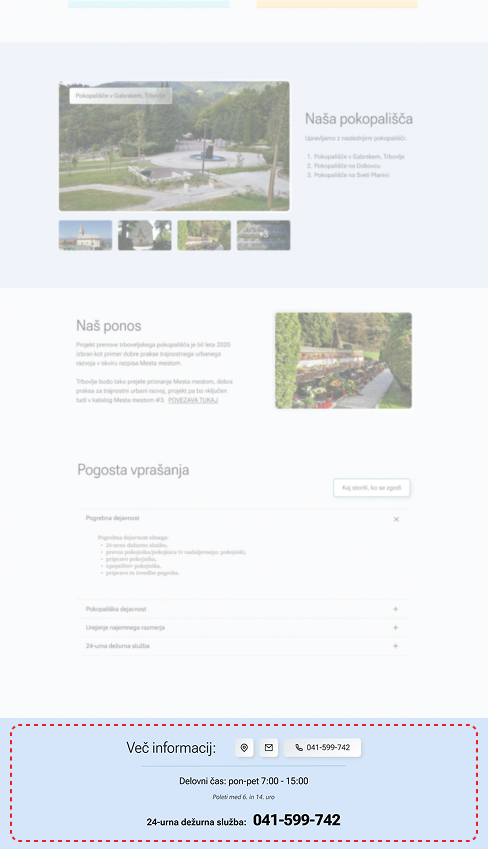 Pokopališče v Gabrskem, Trbovlje
Naša pokopališča
Upravljamo z naslednjimi pokopališči:
1. Pokopališče v Gabrskem, Trbovlje
2. Pokopališče na Dobovcu
3. Pokopališče na Sveti Planini
+3
Naš ponos
Projekt prenove trboveljskega pokopališča je bil leta 2020
izbran kot primer dobre prakse trajnostnega urbanega
razvoja v okviru razpisa Mesta mestom.
Trbovlje bodo tako prejele priznanje Mesta mestom, dobra
praksa za trajnostni urbani razvoj, projekt pa bo vključen
tudi v katalog Mesta mestom #3. POVEZAVA TUKAJ
Pogosta vprašanja
Kaj storiti, ko se zgodi
Pogrebna dejavnost
Pogrebna dejavnost obsega:
• 24-urno dežurno službo,
• prevoz pokojnika/pokojnice in nadaljevanja: pokojnik),
• pripravo pokojnika,
• upepelitev pokojnika,
• pripravo in izvedbo pogreba.
Pokopališka dejavnost
Urejanje najemnega razmerja
24-urna dežurna služba
Več informacij:
041-599-742
Delovni čas: pon-pet 7:00 - 15:00
Poleti med 6. in 14. uro
24-urna dežurna služba: 041-599-742